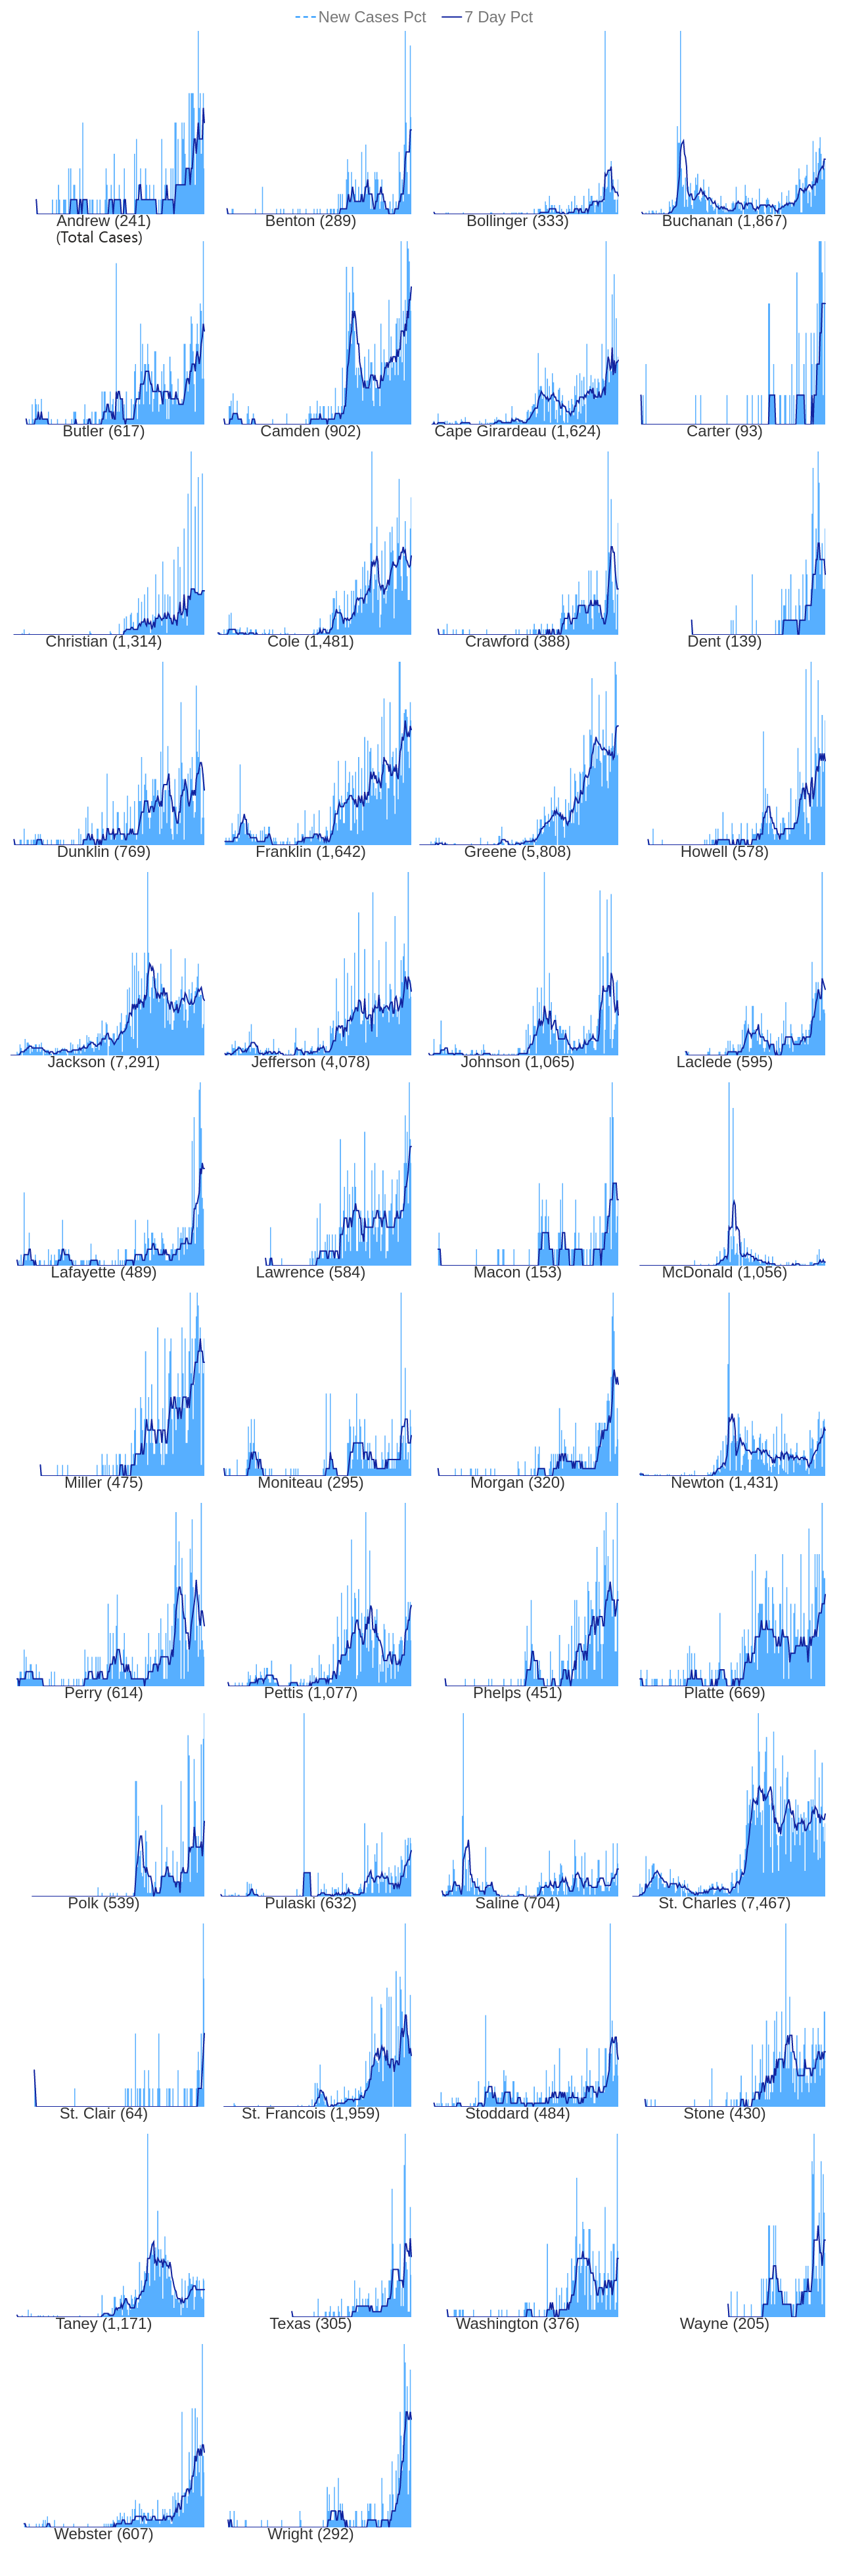 New Cases Pct 7 Day Pct
Andrew (241) Benton (289) Bollinger (333) Buchanan (1,867)
(Total Cases)
Butler (617) Camden (902) Cape Girardeau (1,624) Carter (93)
Christian (1,314) Cole (1,481) Crawford (388) Dent (139)
Dunklin (769) Franklin (1,642) Greene (5,808) Howell (578)
Jackson (7,291) Jefferson (4,078) Johnson (1,065) Laclede (595)
Lafayette (489) Lawrence (584) Macon (153) McDonald (1,056)
Miller (475) Moniteau (295) Morgan (320) Newton (1,431)
Perry (614) Pettis (1,077) Phelps (451) Platte (669)
Polk (539) Pulaski (632) Saline (704) St. Charles (7,467)
St. Clair (64) St. Francois (1,959) Stoddard (484) Stone (430)
Taney (1,171) Texas (305) Washington (376) Wayne (205)
Webster (607) Wright (292)